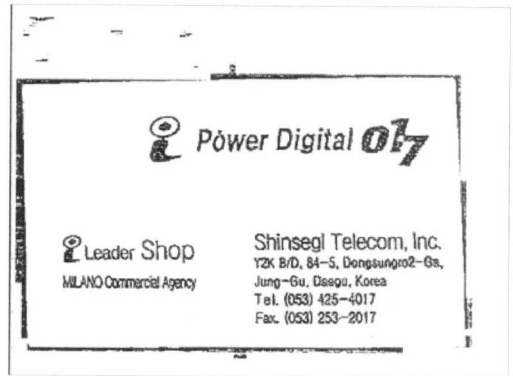 Power Digital 017
Leader Shop
MILANO Commercial Agency
Shinsegi Telecom, Inc.
Y2K B/D, 84-5, Dongsungro2-Ga,
Jung-Gu, Daegu, Korea
Tel. (053) 425-4017
Fax. (053) 253-2017